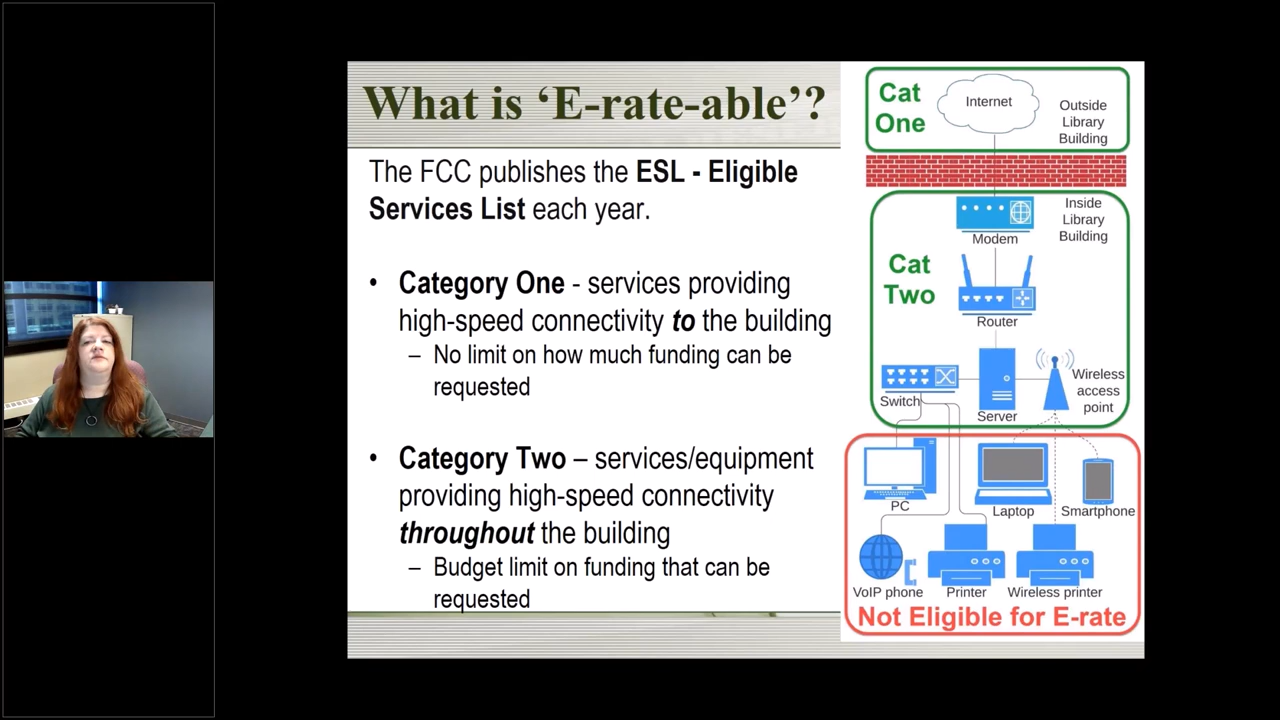 What is ‘E-rate-able’?
The FCC publishes the ESL - Eligible
Services List each year.
• Category One - services providing
high-speed connectivity to the building
– No limit on how much funding can be
requested
• Category Two – services/equipment
providing high-speed connectivity
throughout the building
– Budget limit on funding that can be
requested
Cat
One
Internet
Outside
Library
Building
Inside
Library
Building
Modem
Cat
Two
Router
Switch
Server
Wireless
access
point
PC
Laptop
Smartphone
VoIP phone
Printer
Wireless printer
Not Eligible for E-rate